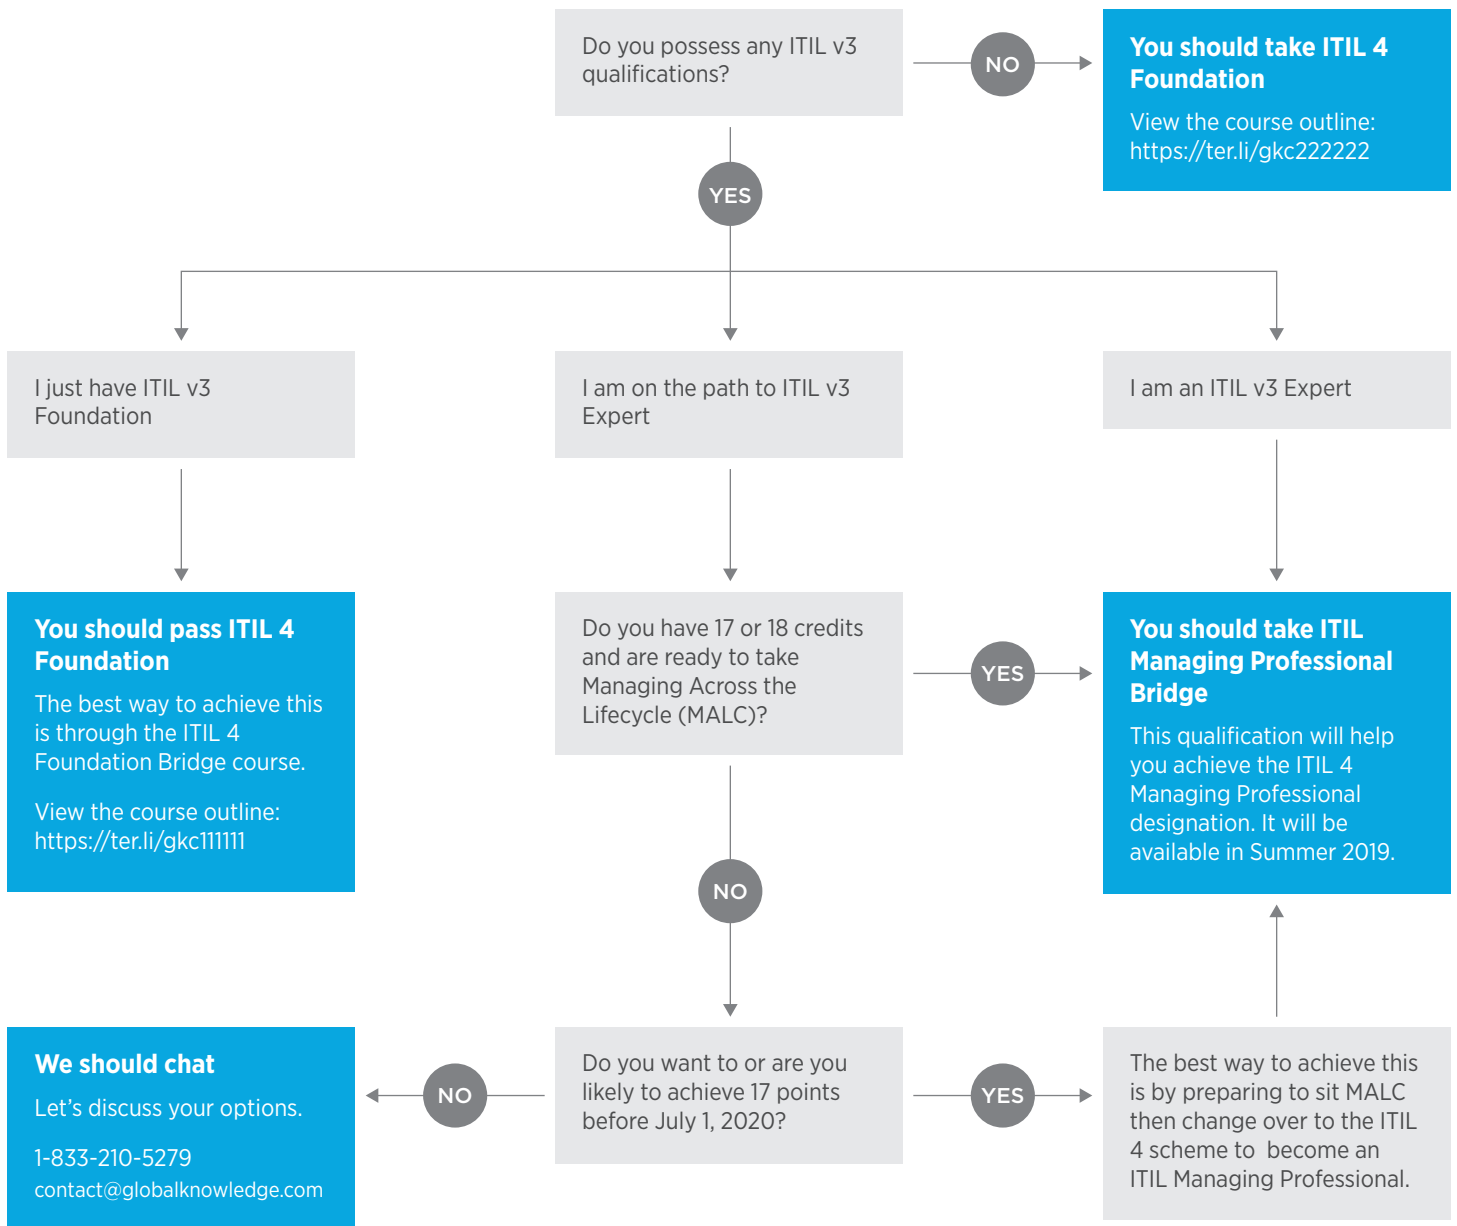 Do you possess any ITIL v3
qualifications?
NO
You should take ITIL 4
Foundation
View the course outline:
https://ter.li/gkc222222
YES
I just have ITIL v3
Foundation
I am on the path to ITIL v3
Expert
I am an ITIL v3 Expert
You should pass ITIL 4
Foundation
The best way to achieve this
is through the ITIL 4
Foundation Bridge course.
View the course outline:
https://ter.li/gkc111111
Do you have 17 or 18 credits
and are ready to take
Managing Across the
Lifecycle (MALC)?
YES
You should take ITIL
Managing Professional
Bridge
This qualification will help
you achieve the ITIL 4
Managing Professional
designation. It will be
available in Summer 2019.
NO
We should chat
Let's discuss your options.
1-833-210-5279
contact@globalknowledge.com
NO
Do you want to or are you
likely to achieve 17 points
before July 1, 2020?
YES
The best way to achieve this
is by preparing to sit MALC
then change over to the ITIL
4 scheme to  become an
ITIL Managing Professional.